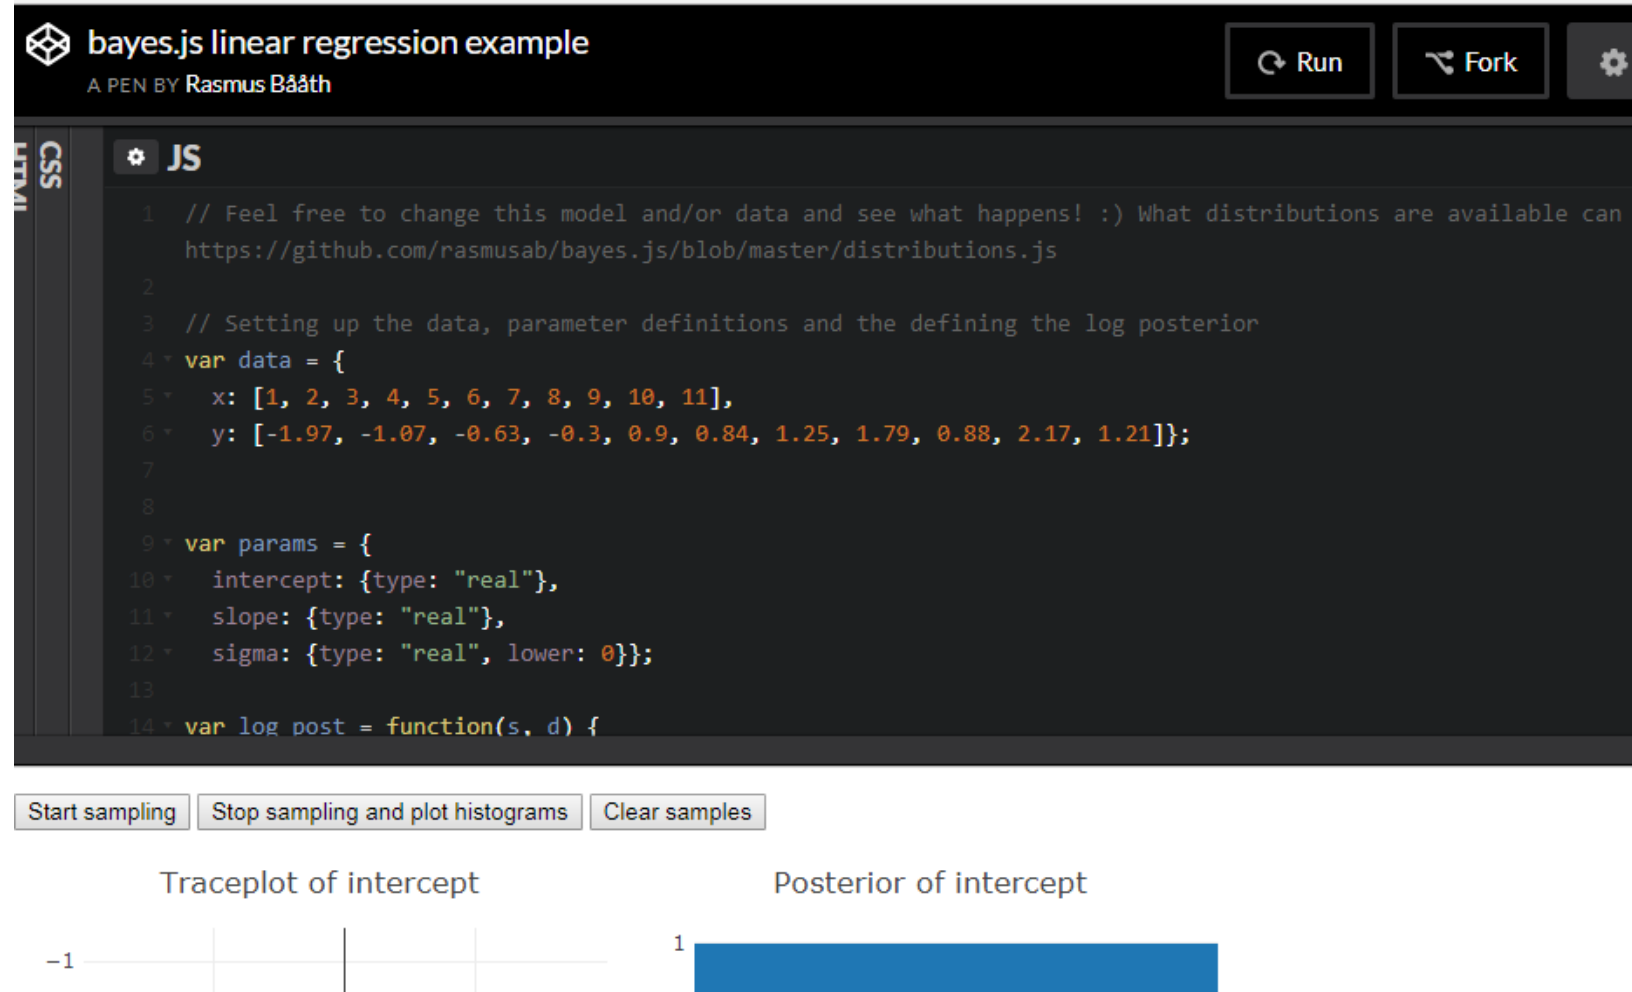 bayes.js linear regression example
A PEN BY Rasmus Bååth
Run
Fork
HTML
CSS
JS
1 // Feel free to change this model and/or data and see what happens! :) What distributions are available can
https://github.com/rasmusab/bayes.js/blob/master/distributions.js
2
3 // Setting up the data, parameter definitions and the defining the log posterior
4 var data = {
5 x: [1, 2, 3, 4, 5, 6, 7, 8, 9, 10, 11],
6 y: [-1.97, -1.07, -0.63, -0.3, 0.9, 0.84, 1.25, 1.79, 0.88, 2.17, 1.21]};
7
8
9 var params = {
10 intercept: {type: "real"},
11 slope: {type: "real"},
12 sigma: {type: "real", lower: 0}};
13
14 var log_post = function(s, d) {
Start sampling
Stop sampling and plot histograms
Clear samples
Traceplot of intercept
Posterior of intercept
−1
1